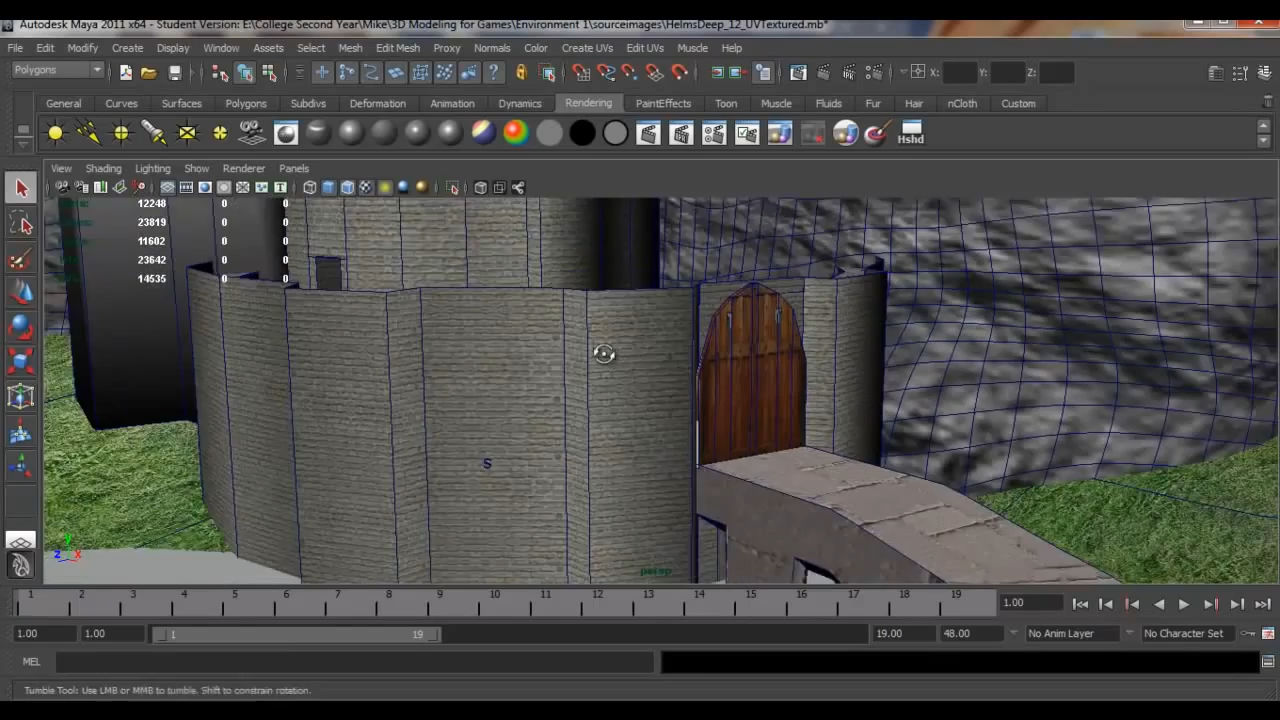 Autodesk Maya 2011 x64 - Student Version: E:\College Second Year\Mike\3D Modeling for Games\Environment 1\sourceimages\HelmsDeep_12_UVTextured.mb*
File Edit Modify Create Display Window Assets Select Mesh Edit Mesh Proxy Normals Color Create UVs Edit UVs Muscle Help
Polygons X: Y: Z:
General Curves Surfaces Polygons Subdivs Deformation Animation Dynamics Rendering PaintEffects Toon Muscle Fluids Fur Hair nCloth Custom
Hshd
View Shading Lighting Show Renderer Panels
12248 0 0
23819 0 0
11602 0 0
23642 0 0
14535 0 0
S
y
z x
persp
1 2 3 4 5 6 7 8 9 10 11 12 13 14 15 16 17 18 19 1.00
1.00 1.00 1 19 19.00 48.00 No Anim Layer No Character Set
MEL
Tumble Tool: Use LMB or MMB to tumble. Shift to constrain rotation.